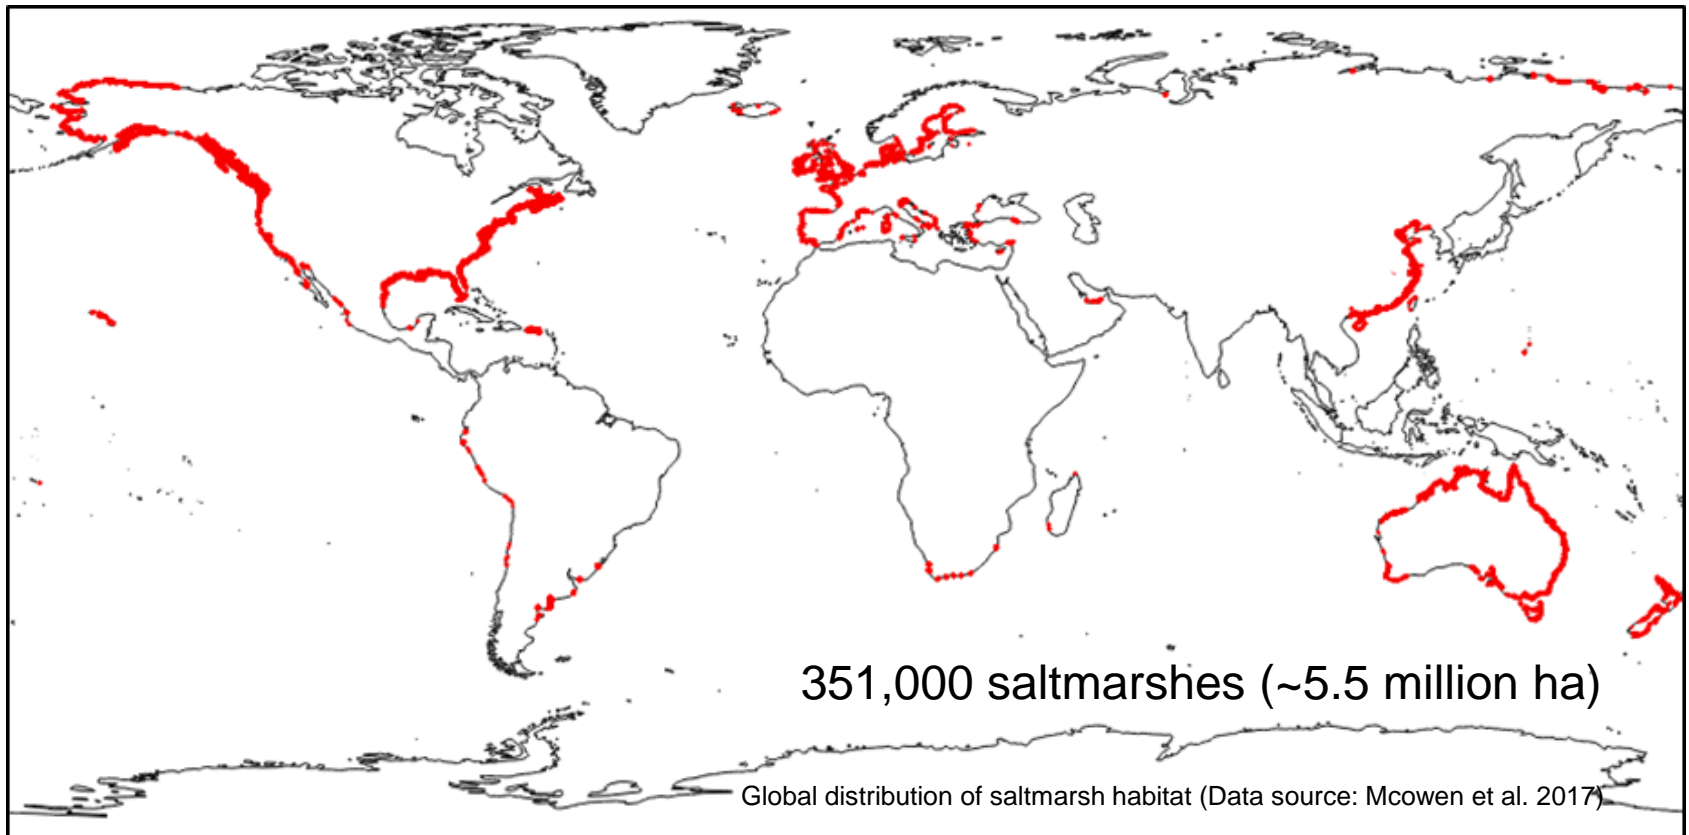 351,000 saltmarshes (~5.5 million ha)
Global distribution of saltmarsh habitat (Data source: Mcowen et al. 2017)